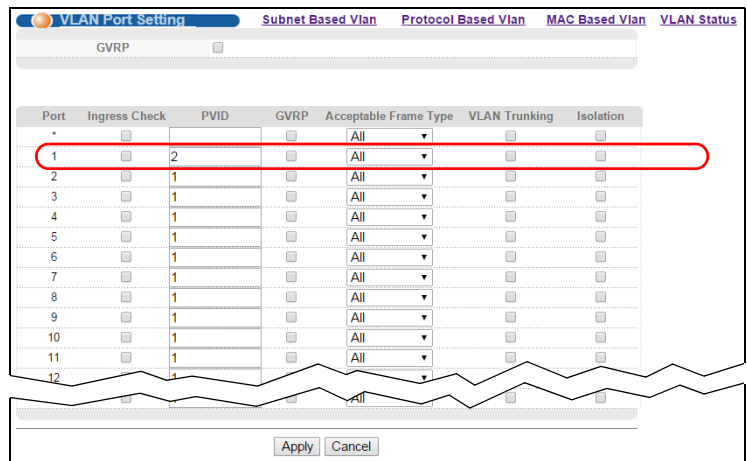 VLAN Port Setting Subnet Based Vlan Protocol Based Vlan MAC Based Vlan VLAN Status
GVRP
Port Ingress Check PVID GVRP Acceptable Frame Type VLAN Trunking Isolation
* All
1 2 All
2 1 All
3 1 All
4 1 All
5 1 All
6 1 All
7 1 All
8 1 All
9 1 All
10 1 All
11 1 All
12 1
All
Apply Cancel